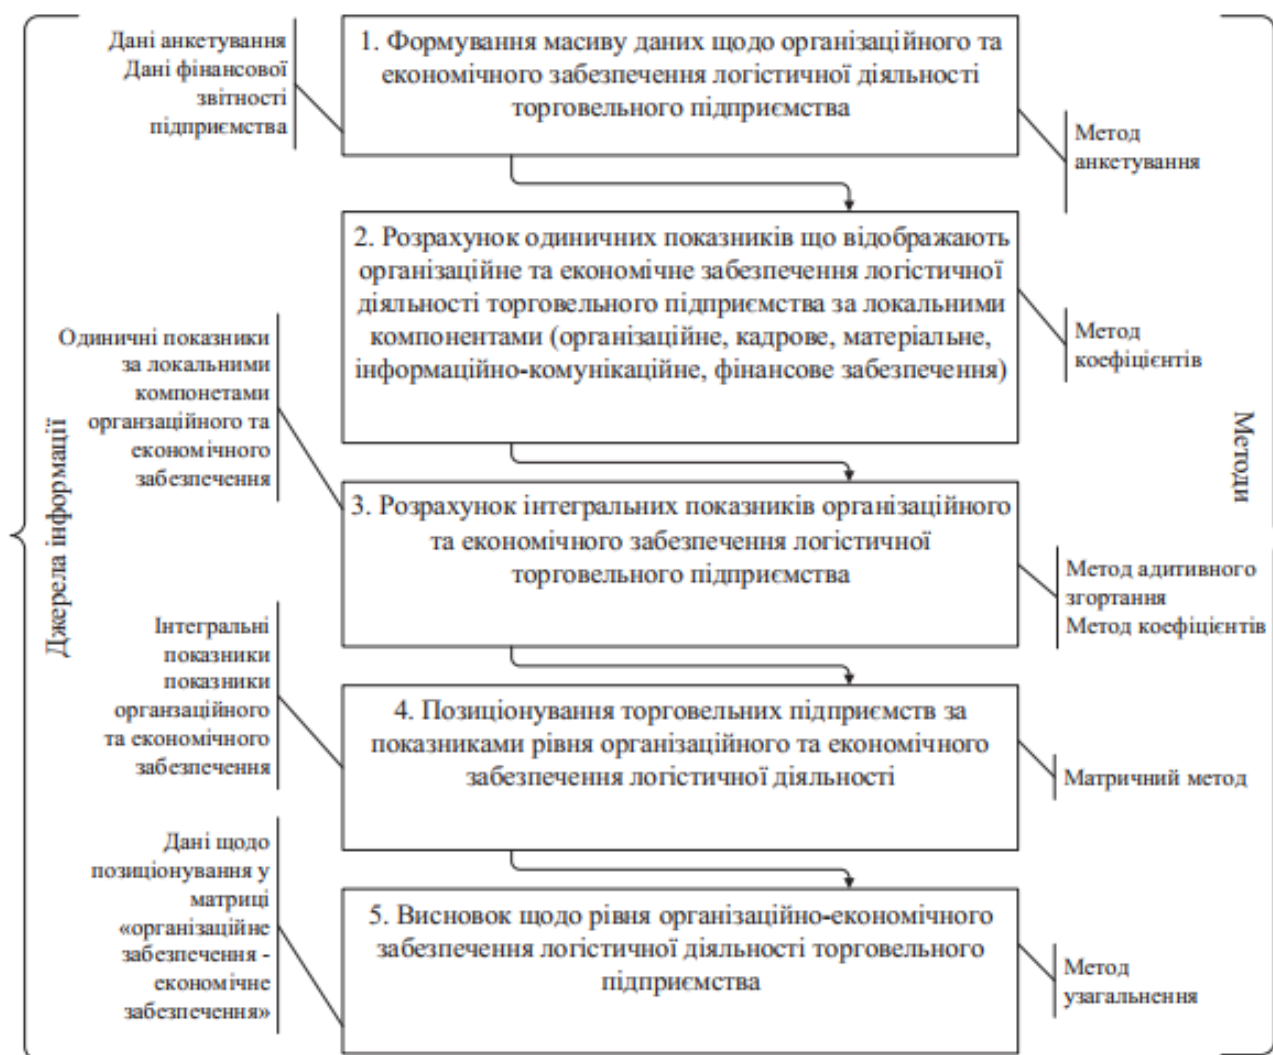 Дані анкетування
Дані фінансової
звітності
підприємства
1. Формування масиву даних щодо організаційного та
економічного забезпечення логістичної діяльності
торговельного підприємства
Метод
анкетування
2. Розрахунок одиничних показників що відображають
організаційне та економічне забезпечення логістичної
діяльності торговельного підприємства за локальними
компонентами (організаційне, кадрове, матеріальне,
інформаційно-комунікаційне, фінансове забезпечення)
Метод
коефіцієнтів
Одиничні показники
за локальними
компонетами
органзаційного та
економічного
забезпечення
3. Розрахунок інтегральних показників організаційного
та економічного забезпечення логістичної
торговельного підприємства
Метод адитивного
згортання
Метод коефіцієнтів
Джерела інформації
Методи
Інтегральні
показники
показники
органзаційного
та економічного
забезпечення
4. Позиціонування торговельних підприємств за
показниками рівня організаційного та економічного
забезпечення логістичної діяльності
Матричний метод
Дані щодо
позиціонування у
матриці
«організаційне
забезпечення -
економічне
забезпечення»
5. Висновок щодо рівня організаційно-економічного
забезпечення логістичної діяльності торговельного
підприємства
Метод
узагальнення